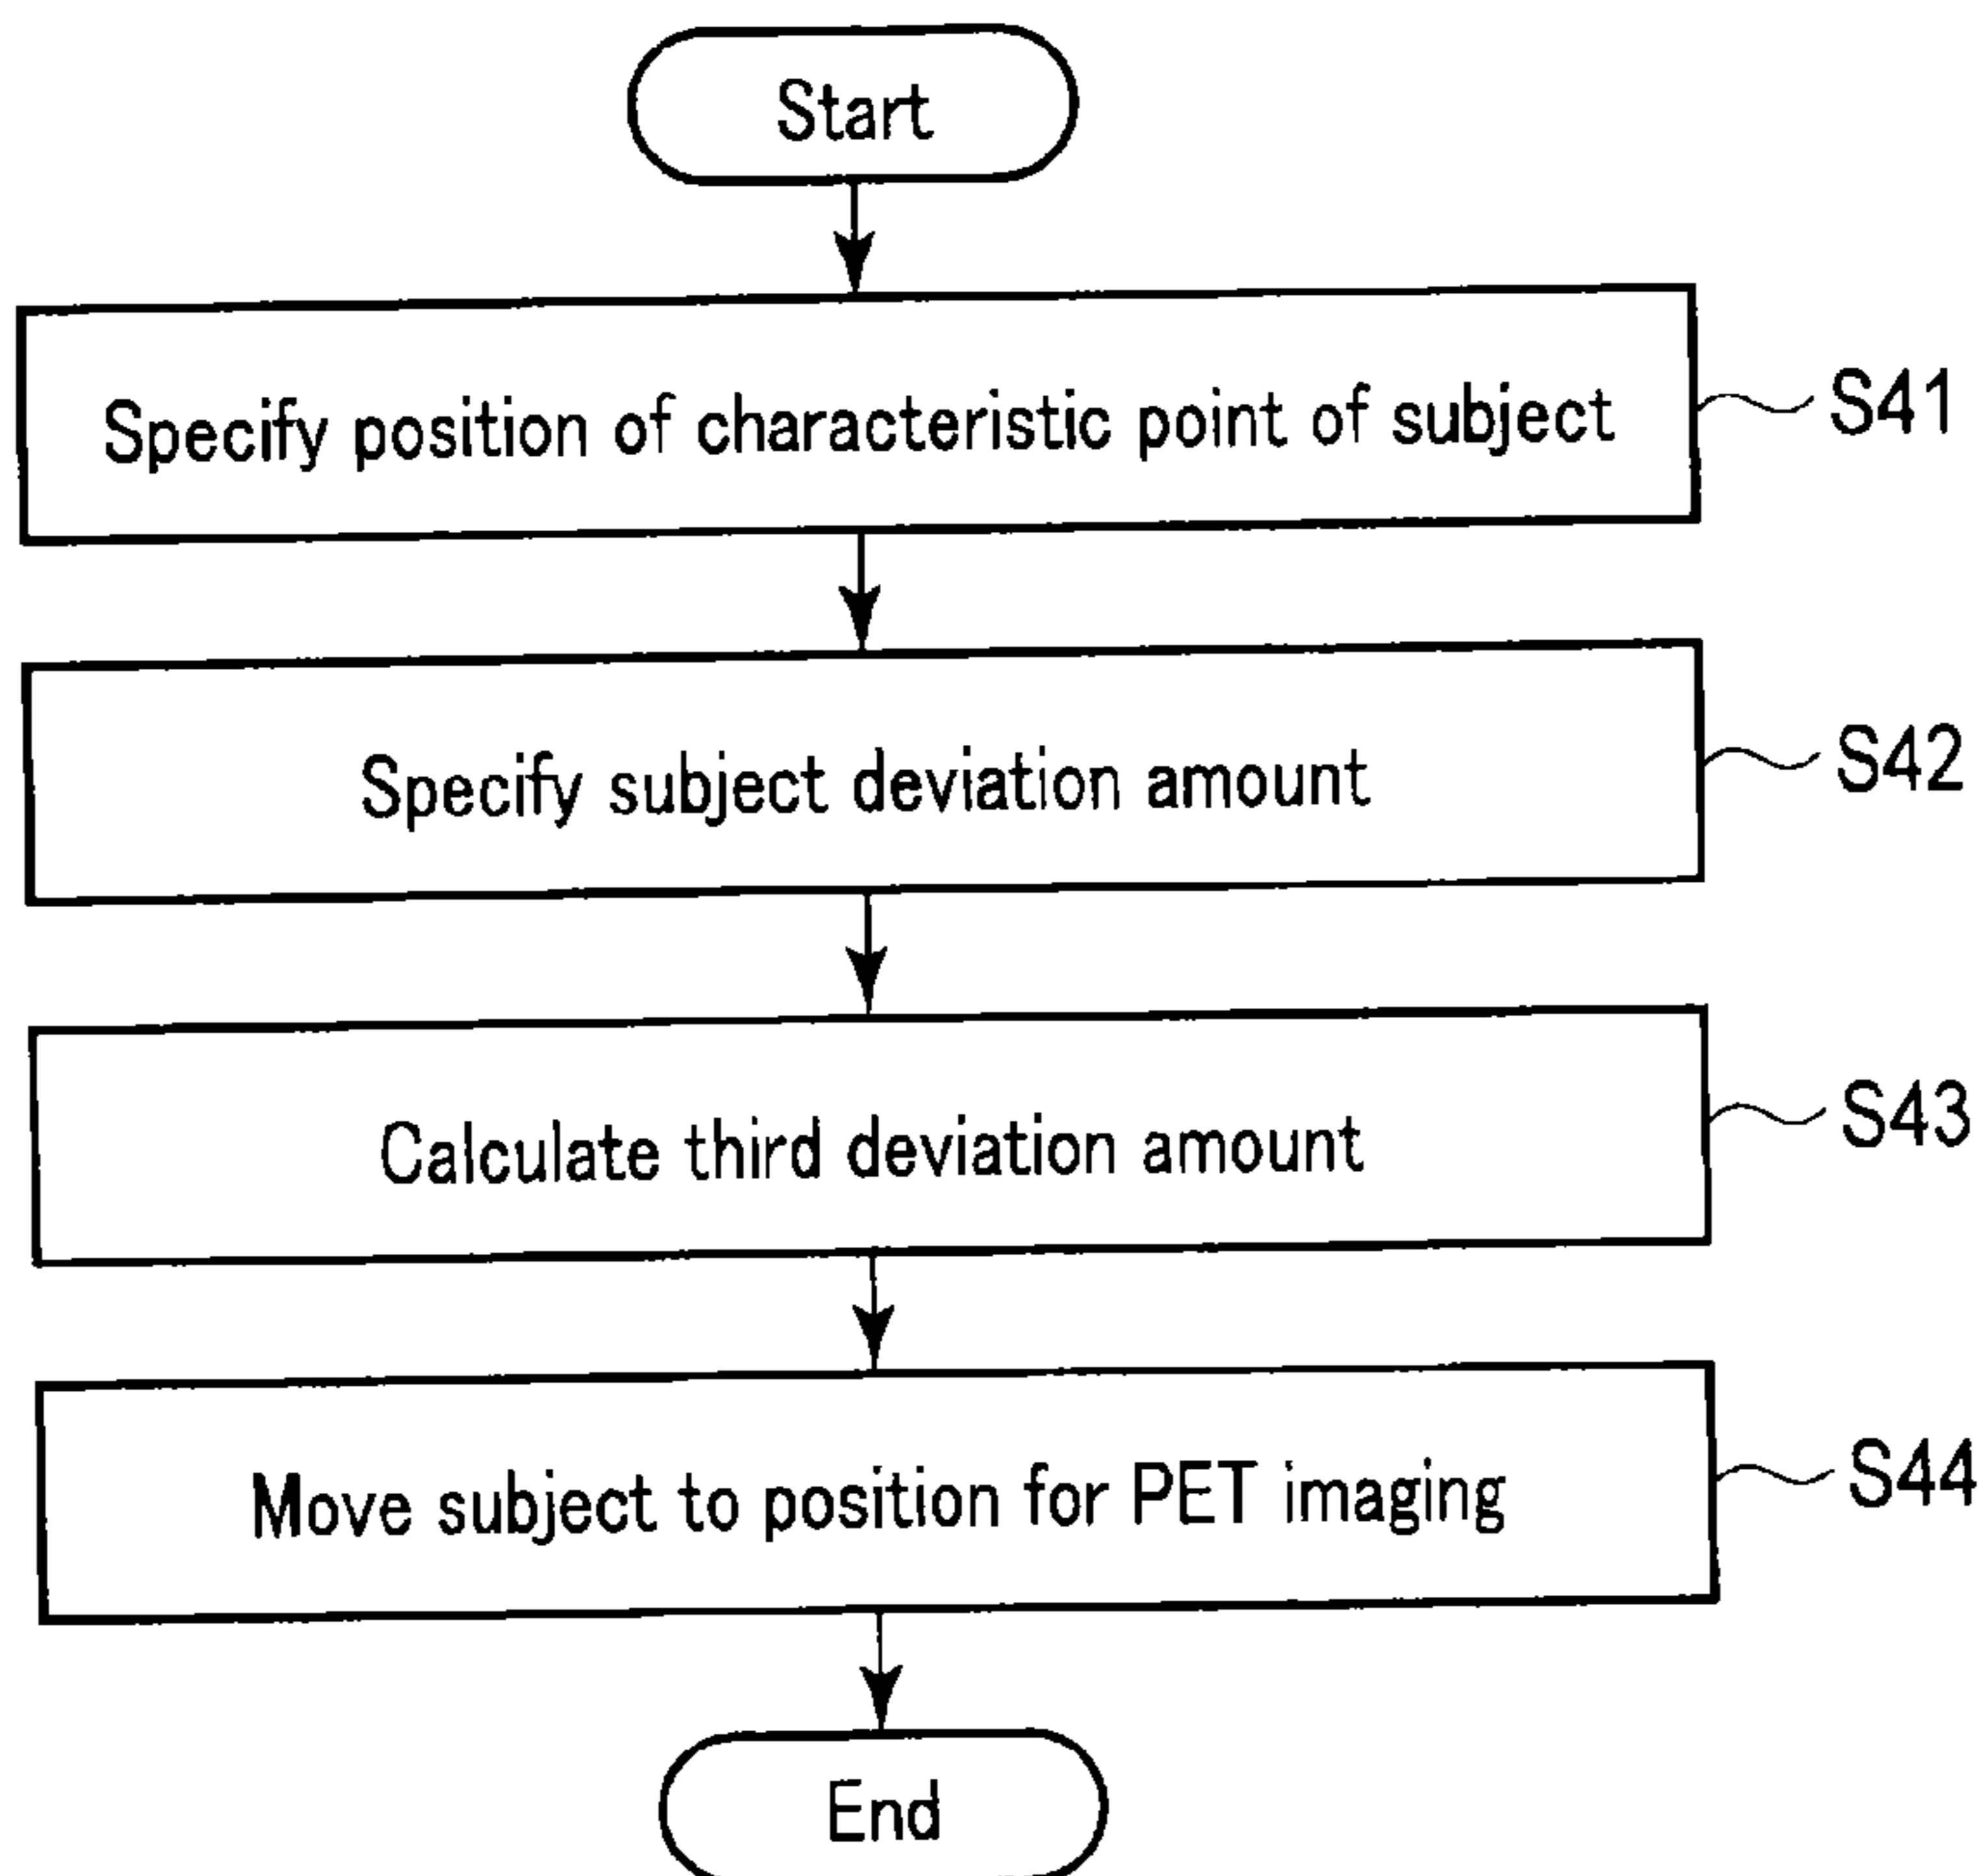 Start
Specify position of characteristic point of subject
S41
Specify subject deviation amount
S42
Calculate third deviation amount
S43
Move subject to position for PET imaging
S44
End